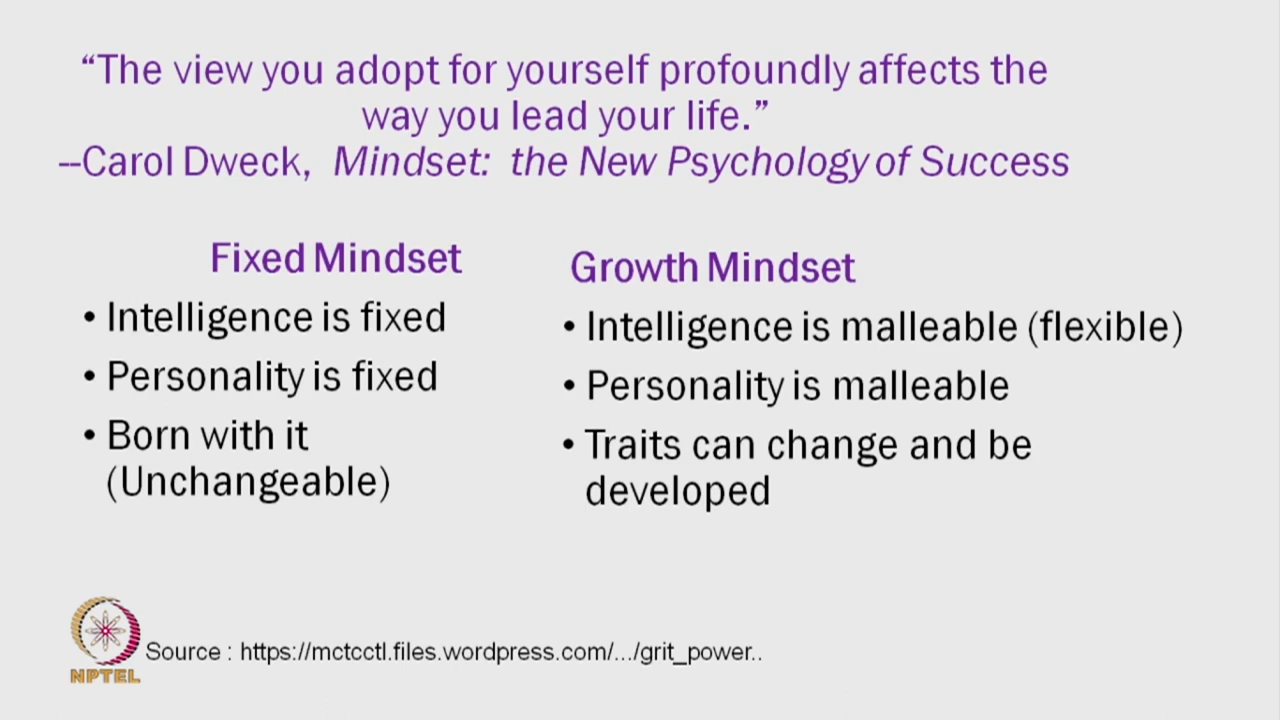 “The view you adopt for yourself profoundly affects the
way you lead your life.”
--Carol Dweck, Mindset: the New Psychology of Success
Fixed Mindset
• Intelligence is fixed
• Personality is fixed
• Born with it
(Unchangeable)
Growth Mindset
• Intelligence is malleable (flexible)
• Personality is malleable
• Traits can change and be
developed
Source : https://mctcctl.files.wordpress.com/.../grit_power..
NPTEL